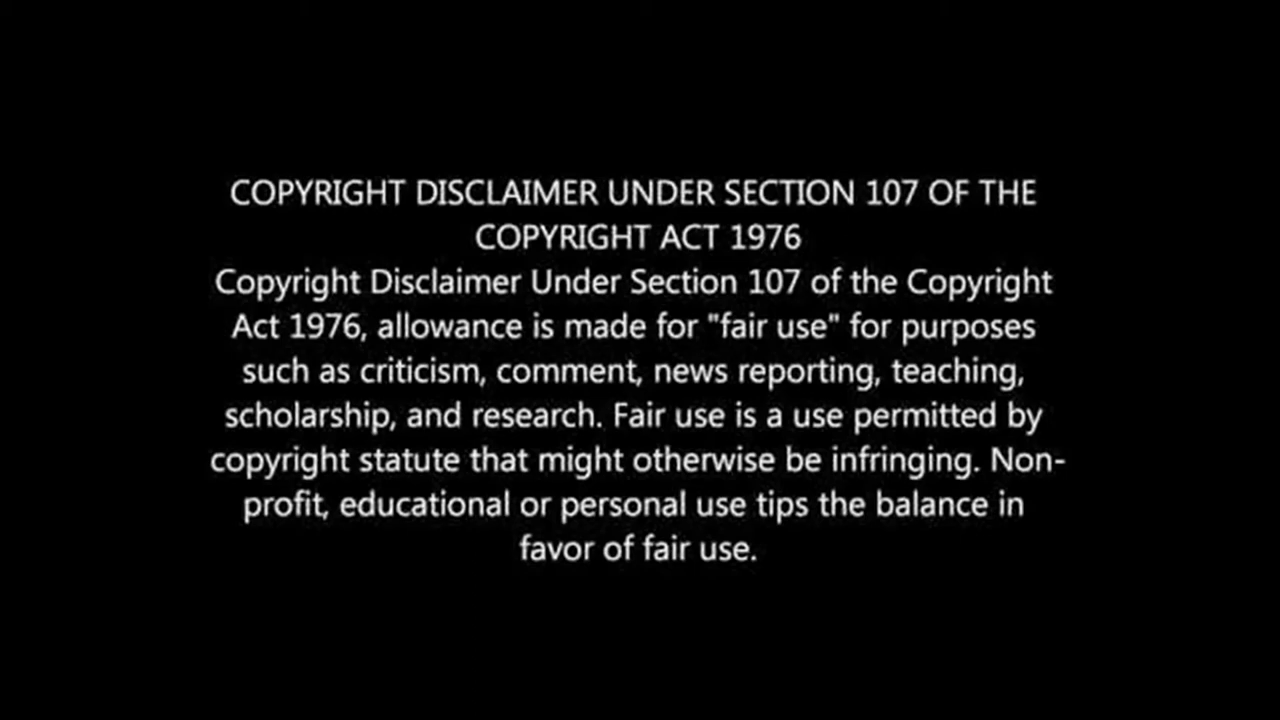 COPYRIGHT DISCLAIMER UNDER SECTION 107 OF THE
COPYRIGHT ACT 1976
Copyright Disclaimer Under Section 107 of the Copyright
Act 1976, allowance is made for "fair use" for purposes
such as criticism, comment, news reporting, teaching,
scholarship, and research. Fair use is a use permitted by
copyright statute that might otherwise be infringing. Non-
profit, educational or personal use tips the balance in
favor of fair use.